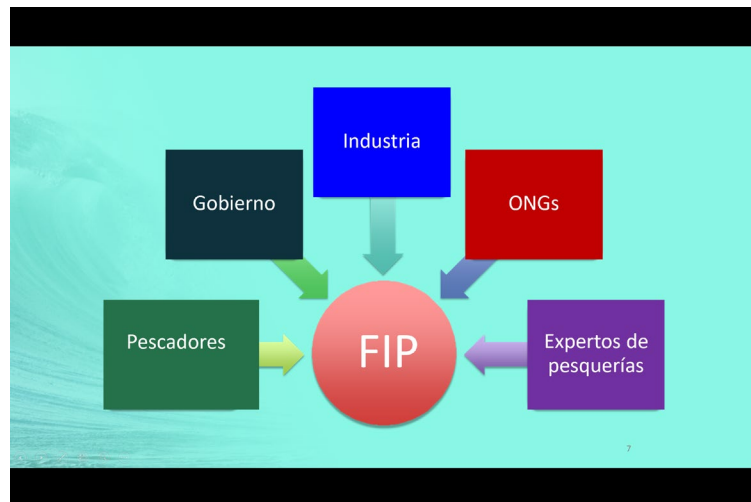 Industria
Gobierno
ONGs
Pescadores
FIP
Expertos de
pesquerías
7